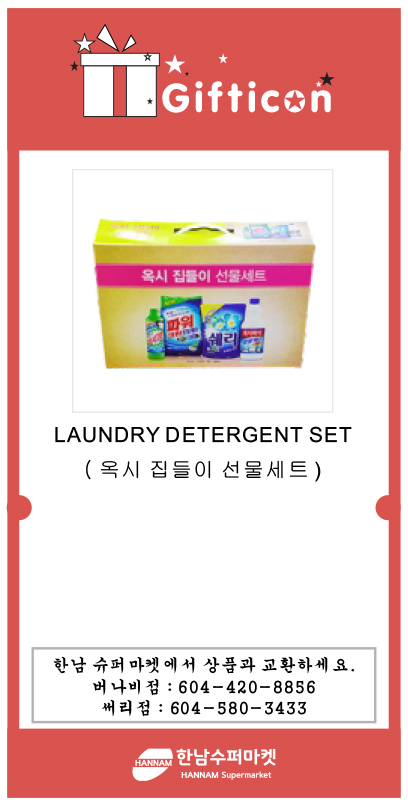 Gifticon
옥시 집들이 선물세트
파워
쉐리
LAUNDRY DETERGENT SET
( 옥시 집들이 선물세트 )
한남 슈퍼마켓에서 상품과 교환하세요.
버나비점 : 604-420-8856
써리점 : 604-580-3433
HANNAM
한남수퍼마켓
HANNAM Supermarket